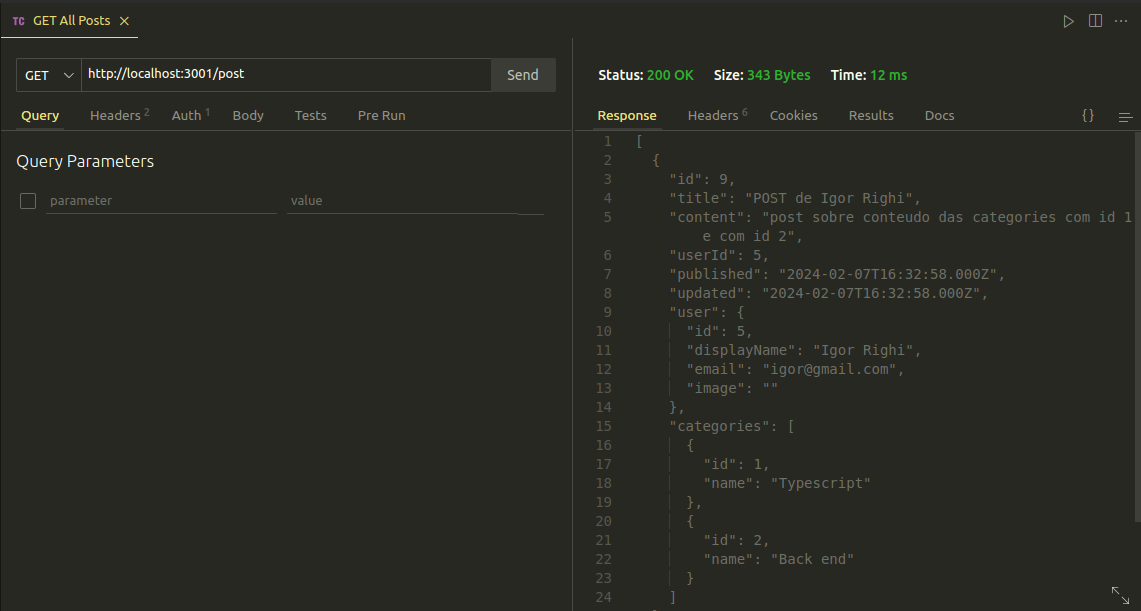 TC GET All Posts
GET http://localhost:3001/post Send
Query Headers 2 Auth 1 Body Tests Pre Run
Query Parameters
parameter value
Status: 200 OK Size: 343 Bytes Time: 12 ms
Response Headers 6 Cookies Results Docs {}
1 [
2 {
3 "id": 9,
4 "title": "POST de Igor Righi",
5 "content": "post sobre conteudo das categories com id 1
e com id 2",
6 "userId": 5,
7 "published": "2024-02-07T16:32:58.000Z",
8 "updated": "2024-02-07T16:32:58.000Z",
9 "user": {
10 "id": 5,
11 "displayName": "Igor Righi",
12 "email": "igor@gmail.com",
13 "image": ""
14 },
15 "categories": [
16 {
17 "id": 1,
18 "name": "Typescript"
19 },
20 {
21 "id": 2,
22 "name": "Back end"
23 }
24 ]